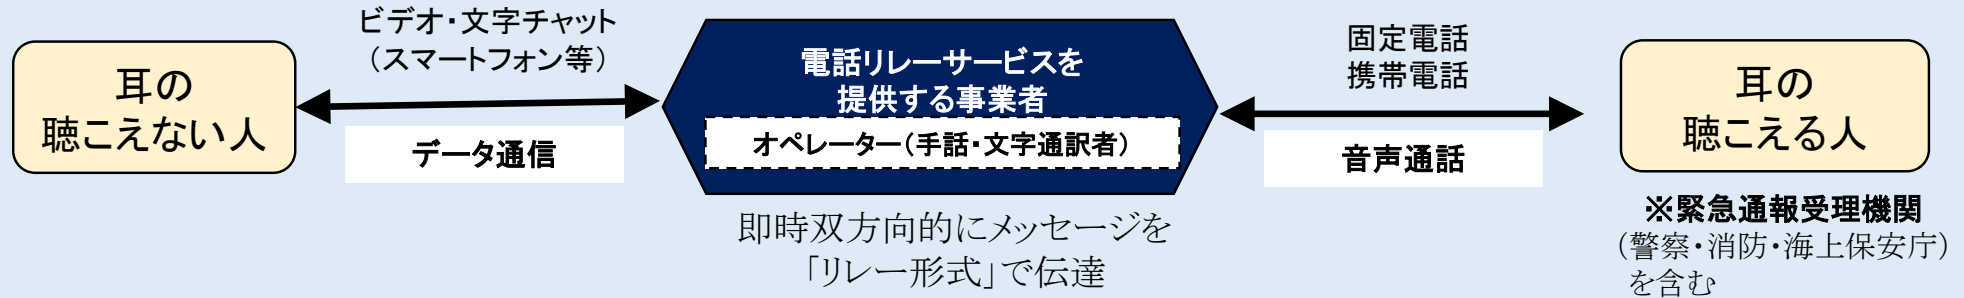 耳の
聴こえない人
ビデオ・文字チャット
（スマートフォン等）
データ通信
電話リレーサービスを
提供する事業者
オペレーター（手話・文字通訳者）
即時双方向的にメッセージを
「リレー形式」で伝達
固定電話
携帯電話
音声通話
耳の
聴こえる人
※緊急通報受理機関
（警察・消防・海上保安庁）
を含む